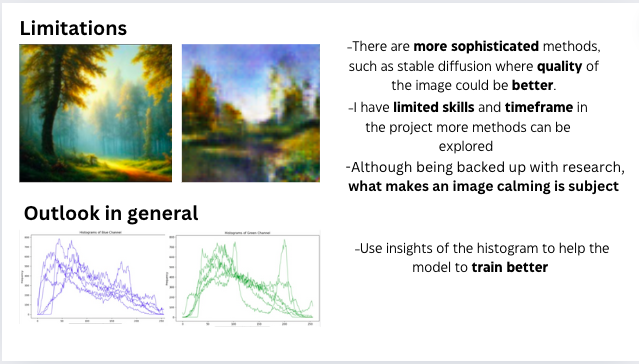 Limitations
-There are more sophisticated methods,
such as stable diffusion where quality of
the image could be better.
-I have limited skills and timeframe in
the project more methods can be
explored
-Although being backed up with research,
what makes an image calming is subject
Outlook in general
Histograms of Blue Channel
Histograms of Green Channel
-Use insights of the histogram to help the
model to train better